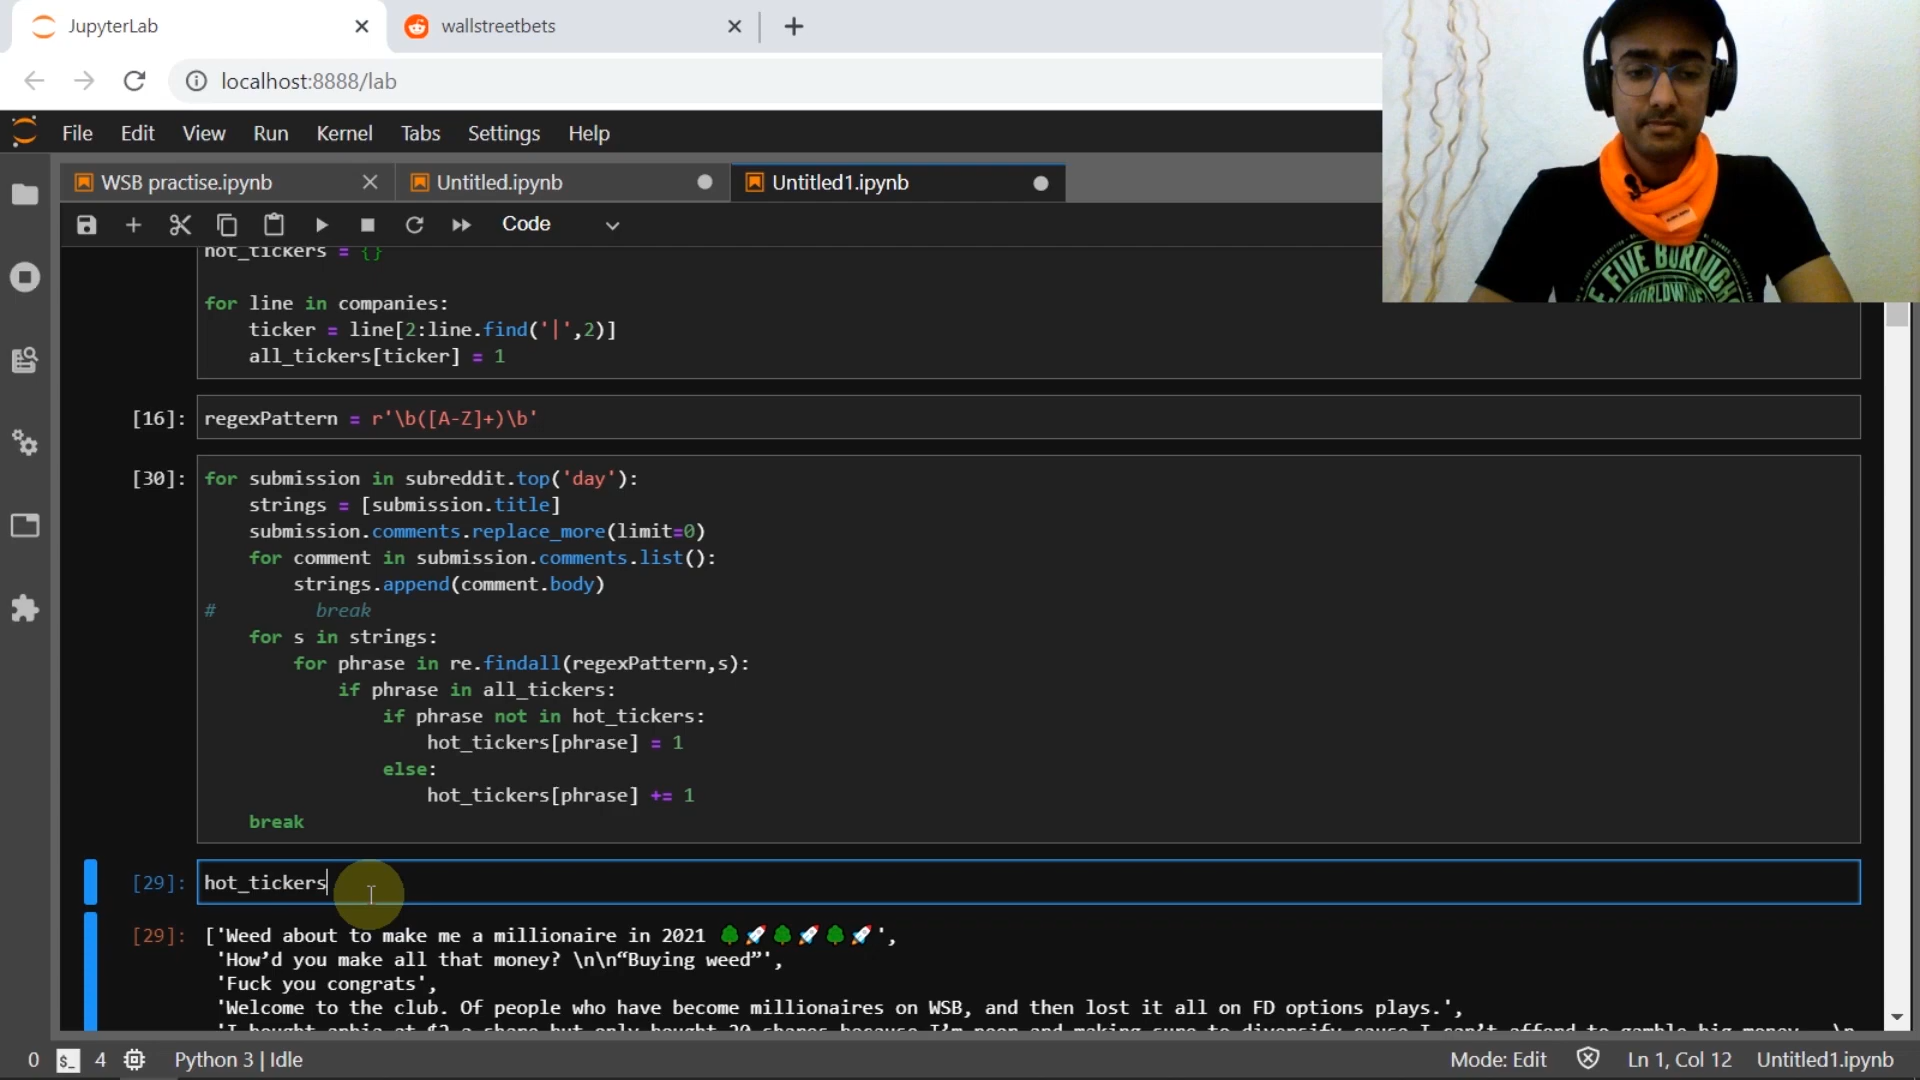 JupyterLab
wallstreetbets
localhost:8888/lab
File Edit View Run Kernel Tabs Settings Help
WSB practise.ipynb
Untitled.ipynb
Untitled1.ipynb
Code
hot_tickers = {}
for line in companies:
ticker = line[2:line.find('|',2)]
all_tickers[ticker] = 1
[16]: regexPattern = r'\b([A-Z]+)\b'
[30]: for submission in subreddit.top('day'):
strings = [submission.title]
submission.comments.replace_more(limit=0)
for comment in submission.comments.list():
strings.append(comment.body)
# break
for s in strings:
for phrase in re.findall(regexPattern,s):
if phrase in all_tickers:
if phrase not in hot_tickers:
hot_tickers[phrase] = 1
else:
hot_tickers[phrase] += 1
break
[29]: hot_tickers
[29]: ['Weed about to make me a millionaire in 2021 🌳🚀🌳🚀🌳🚀',
'How’d you make all that money? \n\n“Buying weed”',
'Fuck you congrats',
'Welcome to the club. Of people who have become millionaires on WSB, and then lost it all on FD options plays.',
FIVE BOROUGH
WORLDWIDE
0 $_ 4 Python 3 | Idle
Mode: Edit Ln 1, Col 12 Untitled1.ipynb